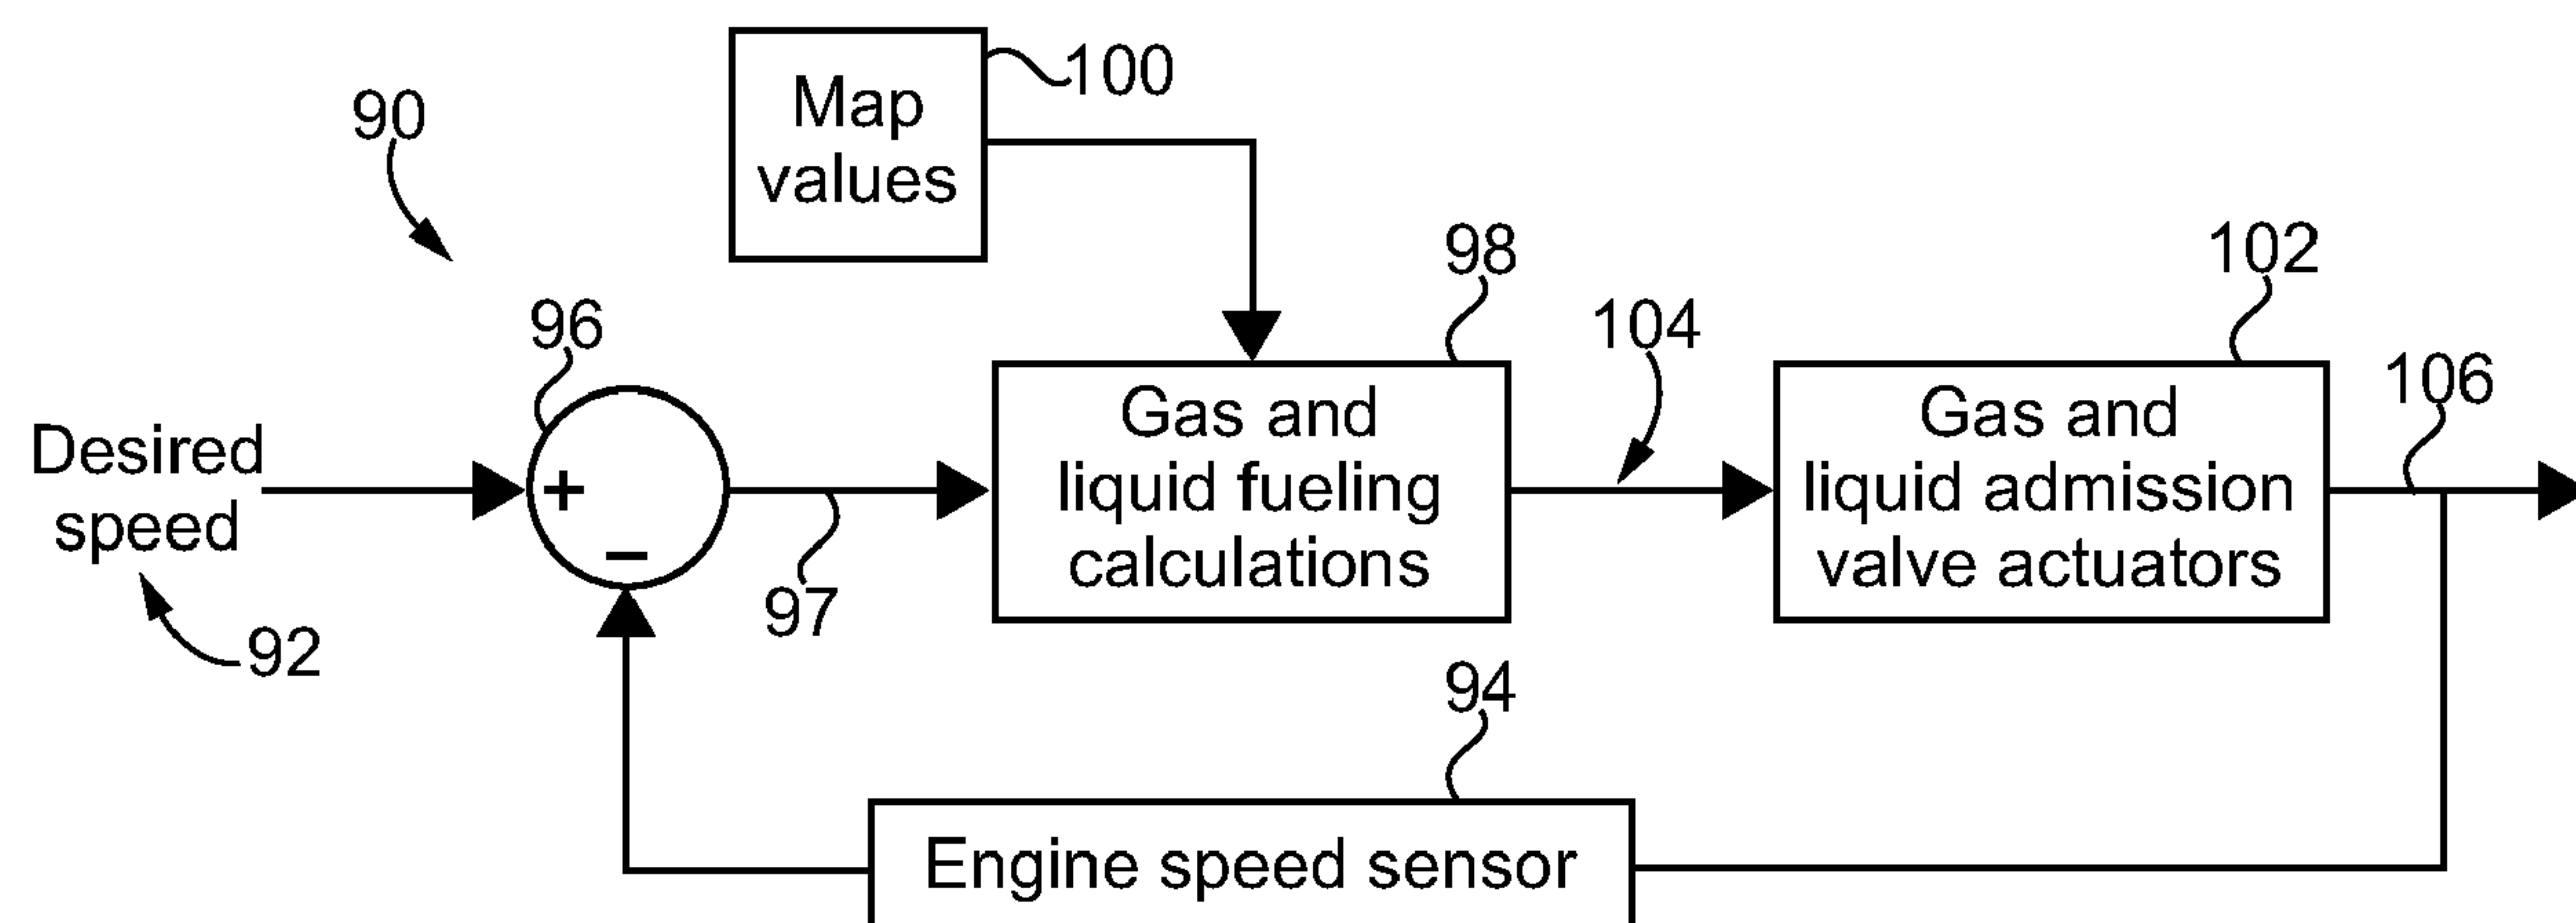 90
Map
values
100
96
98
104
102
106
Desired
speed
92
+
−
97
Gas and
liquid fueling
calculations
Gas and
liquid admission
valve actuators
94
Engine speed sensor